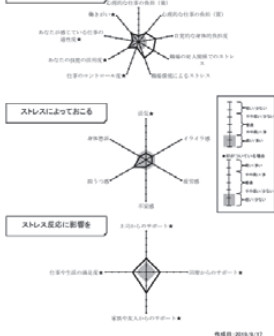 心理的な仕事の負担（量）
働きがい■
心理的な仕事の負担（質）
あなたが感じている仕事の
適性度■
自覚的な身体的負担度
あなたの技能の活用度■
職場の対人関係でのストレ
ス
仕事のコントロール度■
職場環境によるストレス
ストレスによっておこる
活気■
身体愁訴
イライラ感
抑うつ感
疲労感
不安感
ストレス反応に影響を
上司からのサポート■
仕事や生活の満足度■
同僚からのサポート■
家族や友人からのサポート■
作成日:2016/5/17